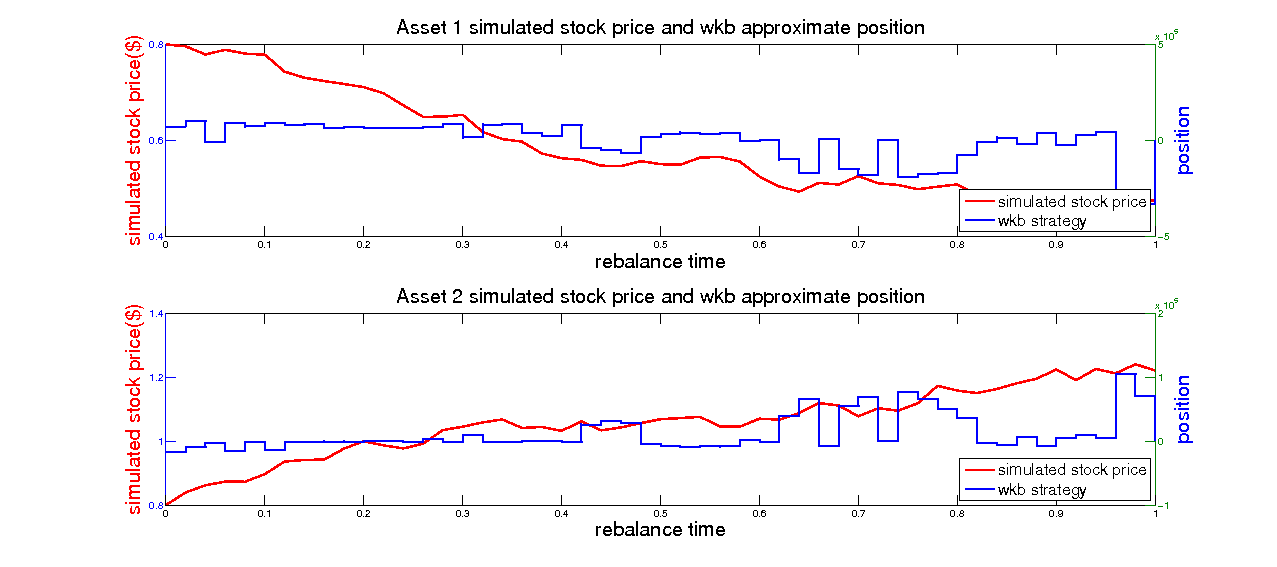 Asset 1 simulated stock price and wkb approximate position
x 10
5
0
-5
position
0.8
0.6
0.4
simulated stock price($)
0 0.1 0.2 0.3 0.4 0.5 0.6 0.7 0.8 0.9 1
rebalance time
simulated stock price
wkb strategy
Asset 2 simulated stock price and wkb approximate position
x 10
2
1
0
-1
position
1.4
1.2
1
0.8
simulated stock price($)
0 0.1 0.2 0.3 0.4 0.5 0.6 0.7 0.8 0.9 1
rebalance time
simulated stock price
wkb strategy